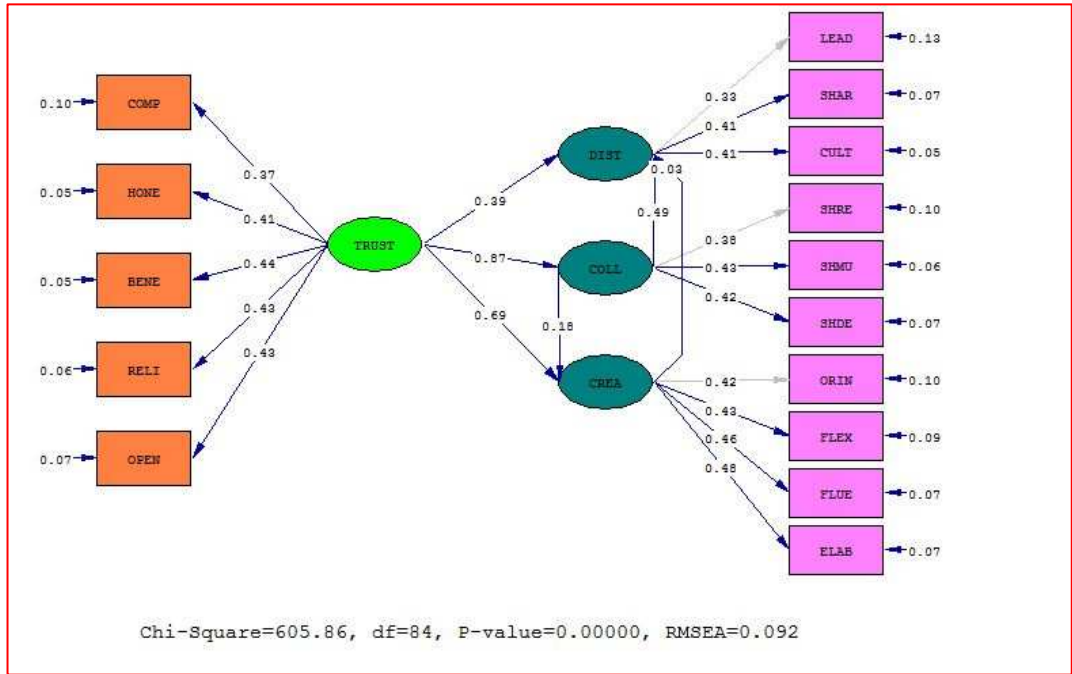 LEAD
0.13
0.33
SHAR
0.07
0.10
COMP
0.41
DIST
0.41
CULT
0.05
0.03
0.37
0.05
HONE
0.39
0.49
SHRE
0.10
0.41
0.38
TRUST
0.87
COLL
0.43
SHMU
0.06
0.05
BENE
0.44
0.42
0.43
0.69
0.18
SHDE
0.07
0.43
0.06
RELI
CREA
0.42
ORIN
0.10
0.43
FLEX
0.09
0.46
0.07
OPEN
0.48
FLUE
0.07
ELAB
0.07
Chi-Square=605.86, df=84, P-value=0.00000, RMSEA=0.092